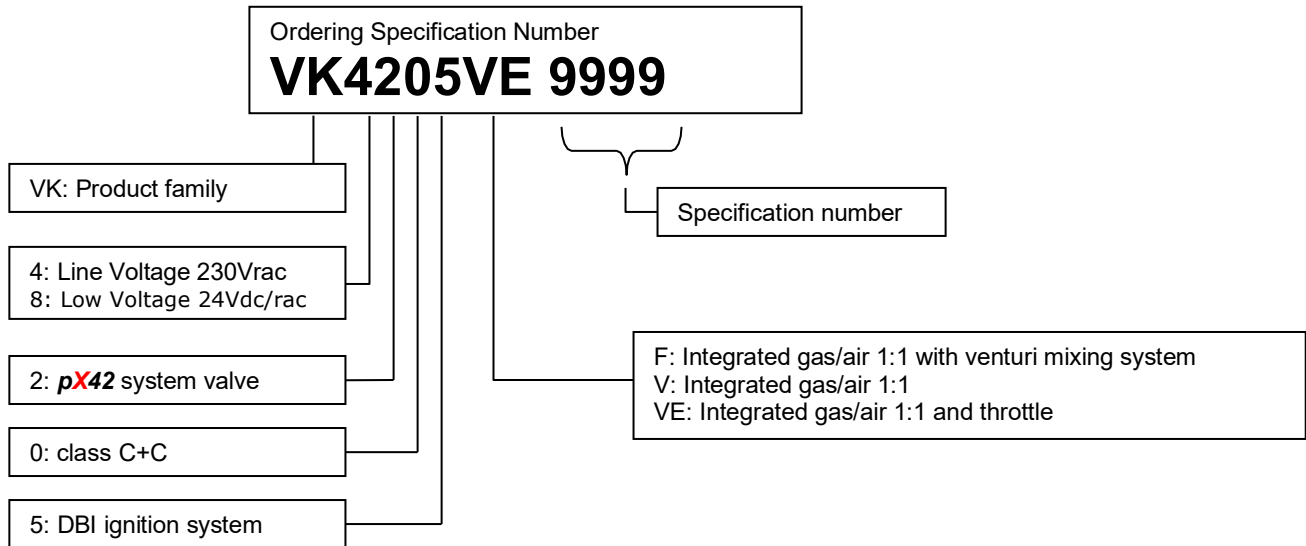 Ordering Specification Number
VK4205VE 9999
VK: Product family
Specification number
4: Line Voltage 230Vrac
8: Low Voltage 24Vdc/rac
F: Integrated gas/air 1:1 with venturi mixing system
V: Integrated gas/air 1:1
VE: Integrated gas/air 1:1 and throttle
2: pX42 system valve
0: class C+C
5: DBI ignition system